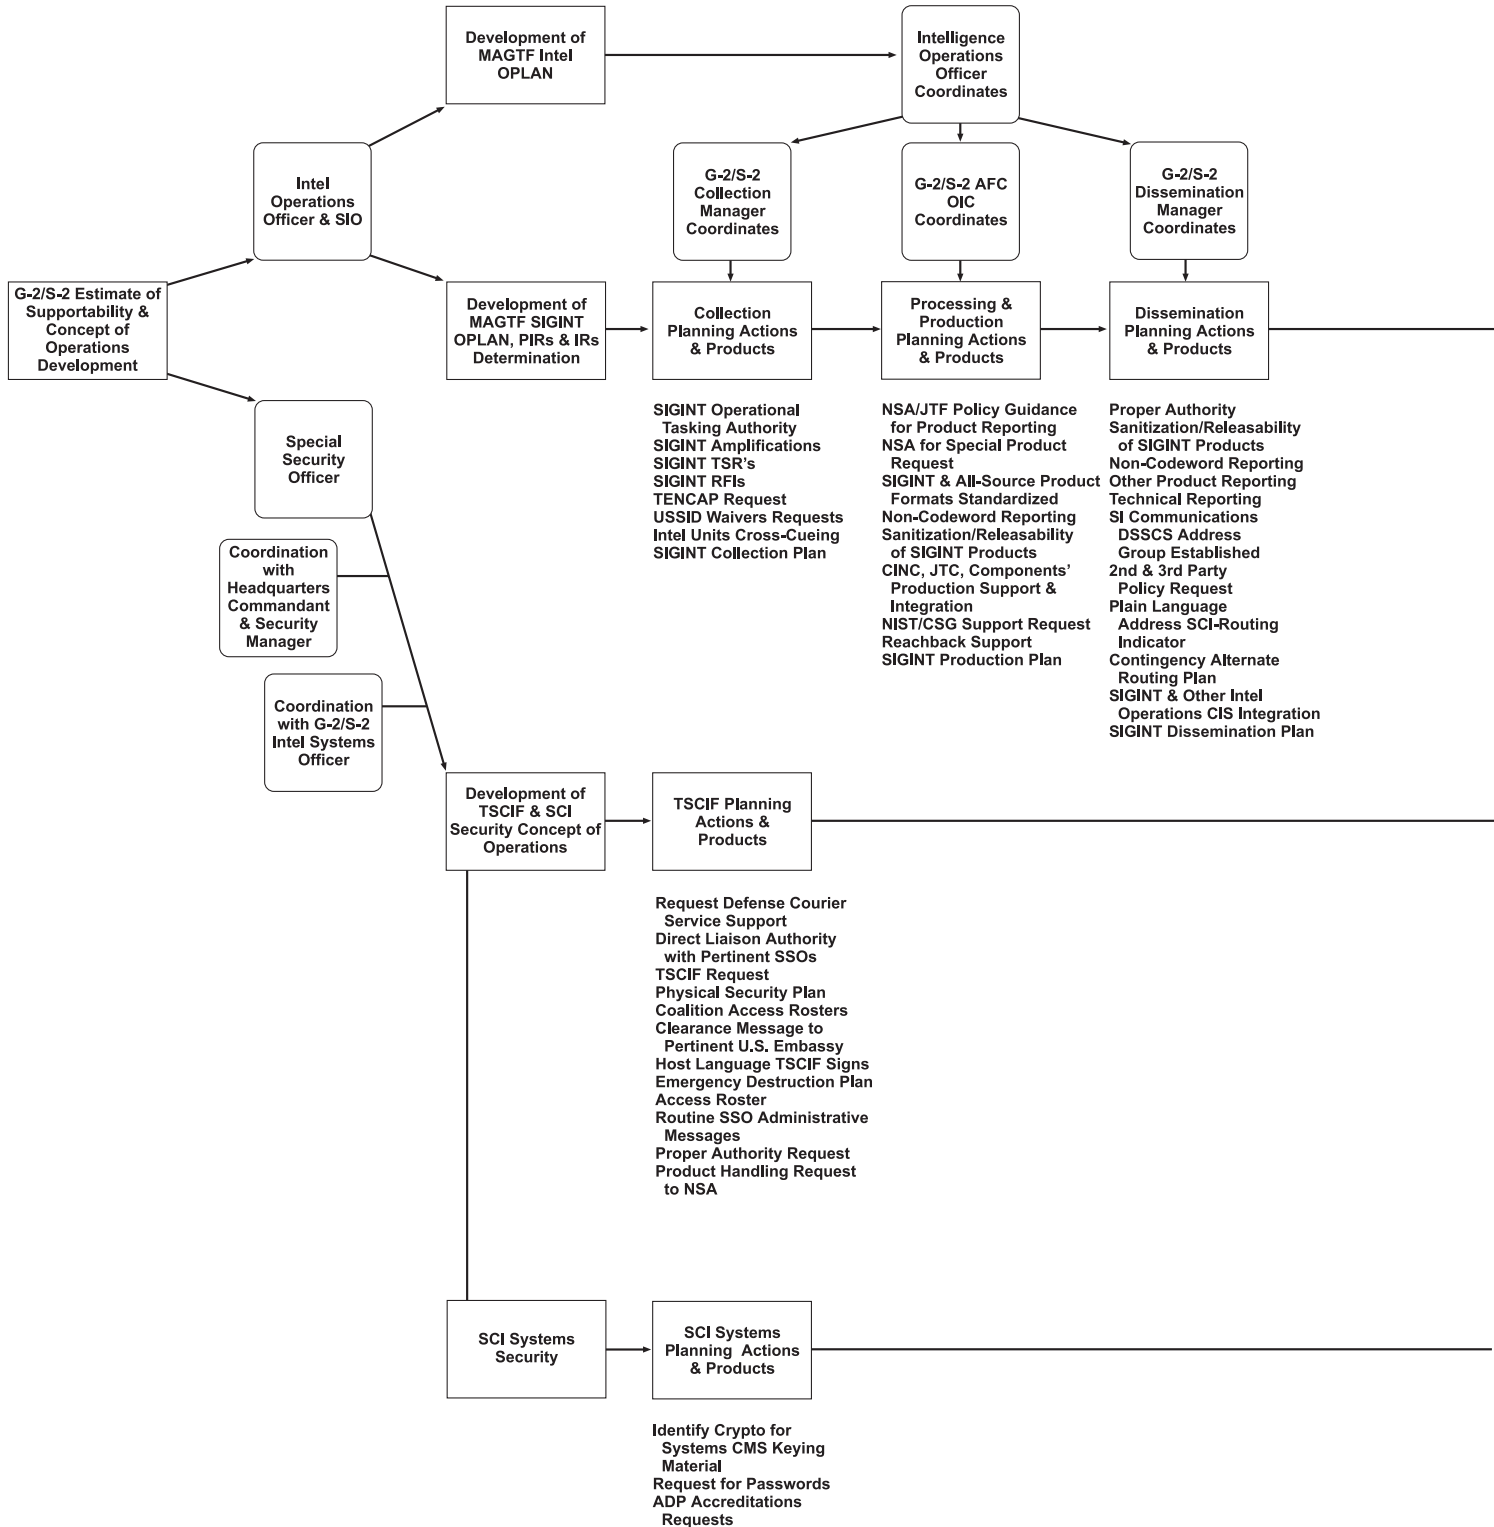 Development of
MAGTF Intel
OPLAN
Intelligence
Operations
Officer
Coordinates
Intel
Operations
Officer & SIO
G-2/S-2
Collection
Manager
Coordinates
G-2/S-2 AFC
OIC
Coordinates
G-2/S-2
Dissemination
Manager
Coordinates
G-2/S-2 Estimate of
Supportability &
Concept of
Operations
Development
Development of
MAGTF SIGINT
OPLAN, PIRs & IRs
Determination
Collection
Planning Actions
& Products
Processing &
Production
Planning Actions
& Products
Dissemination
Planning Actions
& Products
SIGINT Operational
Tasking Authority
SIGINT Amplifications
SIGINT TSR's
SIGINT RFIs
TENCAP Request
USSID Waivers Requests
Intel Units Cross-Cueing
SIGINT Collection Plan
NSA/JTF Policy Guidance
for Product Reporting
NSA for Special Product
Request
SIGINT & All-Source Product
Formats Standardized
Non-Codeword Reporting
Sanitization/Releasability
of SIGINT Products
CINC, JTC, Components'
Production Support &
Integration
NIST/CSG Support Request
Reachback Support
SIGINT Production Plan
Proper Authority
Sanitization/Releasability
of SIGINT Products
Non-Codeword Reporting
Other Product Reporting
Technical Reporting
SI Communications
DSSCS Address
Group Established
2nd & 3rd Party
Policy Request
Plain Language
Address SCI-Routing
Indicator
Contingency Alternate
Routing Plan
SIGINT & Other Intel
Operations CIS Integration
SIGINT Dissemination Plan
Special
Security
Officer
Coordination
with
Headquarters
Commandant
& Security
Manager
Coordination
with G-2/S-2
Intel Systems
Officer
Development of
TSCIF & SCI
Security Concept of
Operations
TSCIF Planning
Actions &
Products
Request Defense Courier
Service Support
Direct Liaison Authority
with Pertinent SSOs
TSCIF Request
Physical Security Plan
Coalition Access Rosters
Clearance Message to
Pertinent U.S. Embassy
Host Language TSCIF Signs
Emergency Destruction Plan
Access Roster
Routine SSO Administrative
Messages
Proper Authority Request
Product Handling Request
to NSA
SCI Systems
Security
SCI Systems
Planning Actions
& Products
Identify Crypto for
Systems CMS Keying
Material
Request for Passwords
ADP Accreditations
Requests